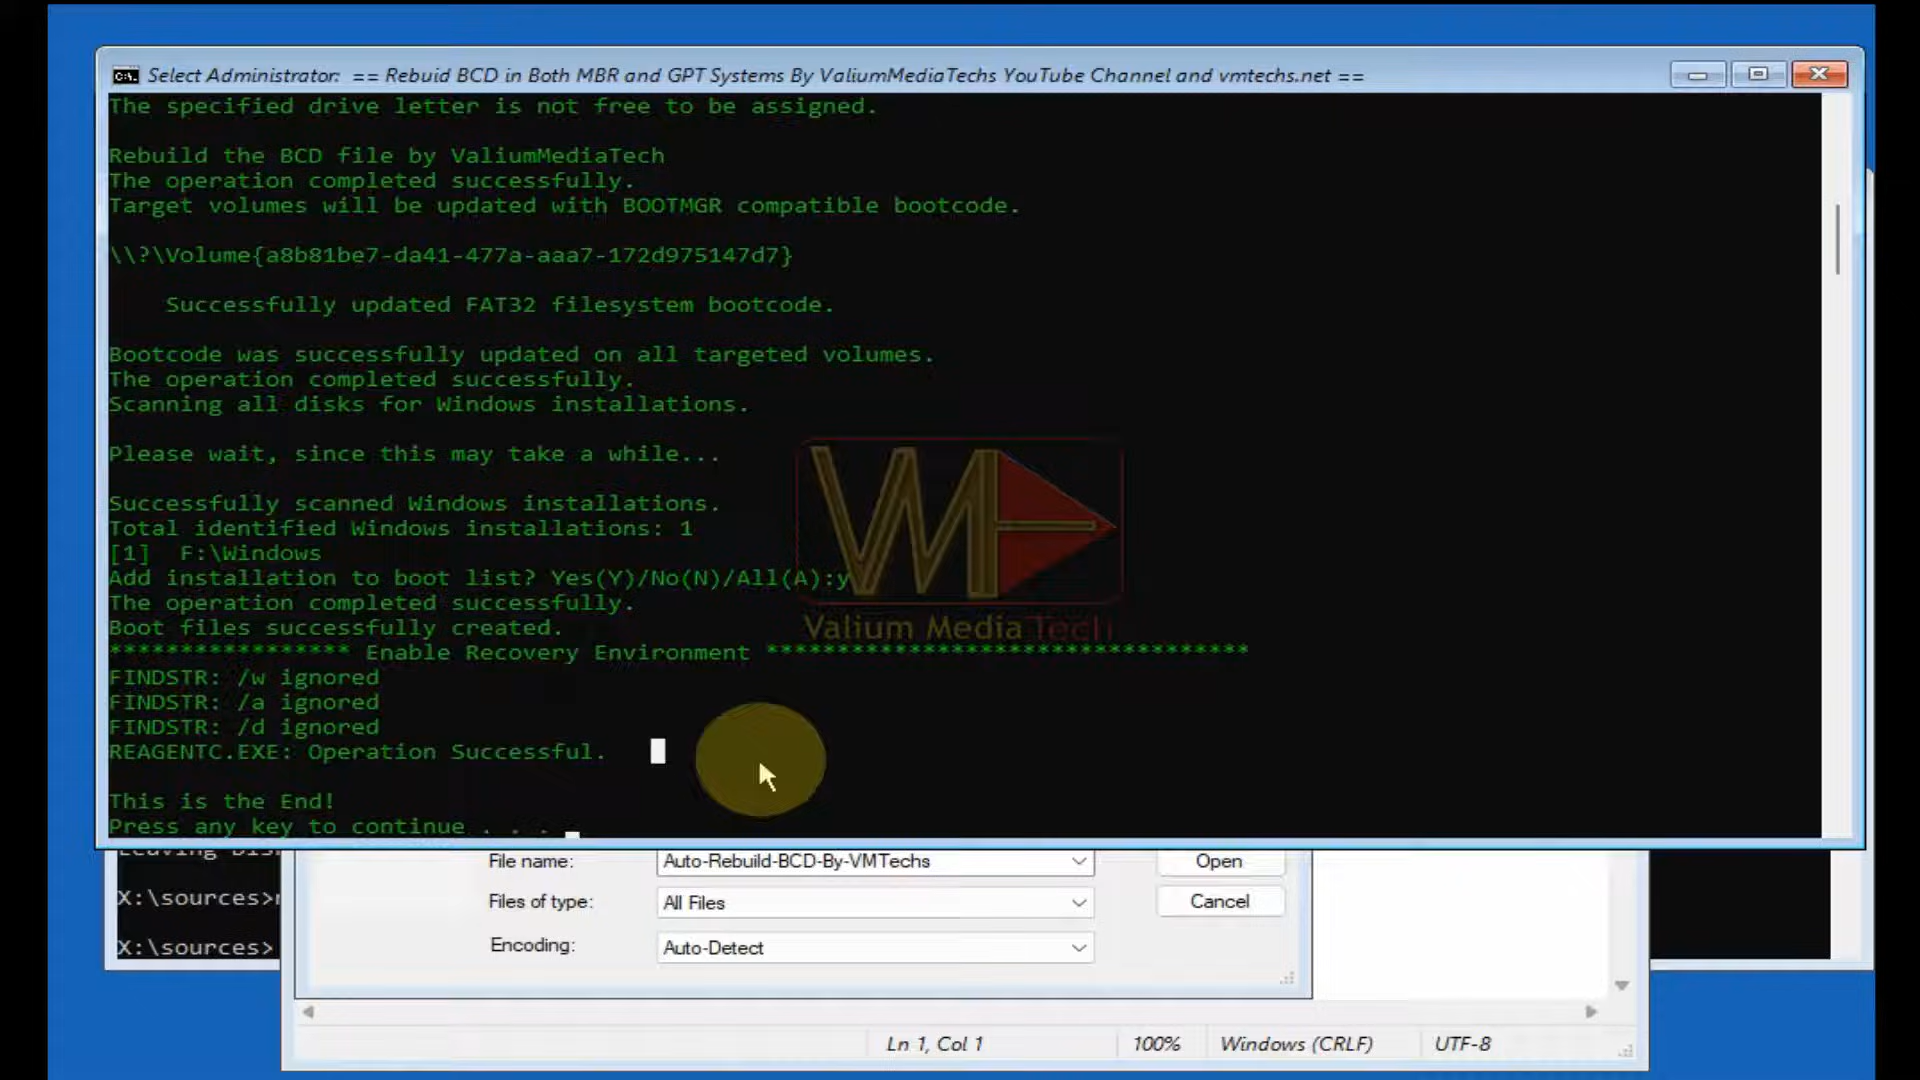 Select Administrator: == Rebuid BCD in Both MBR and GPT Systems By ValiumMediaTechs YouTube Channel and vmtechs.net ==
The specified drive letter is not free to be assigned.
Rebuild the BCD file by ValiumMediaTech
The operation completed successfully.
Target volumes will be updated with BOOTMGR compatible bootcode.
\\?\Volume{a8b81be7-da41-477a-aaa7-172d975147d7}
Successfully updated FAT32 filesystem bootcode.
Bootcode was successfully updated on all targeted volumes.
The operation completed successfully.
Scanning all disks for Windows installations.
Please wait, since this may take a while...
Successfully scanned Windows installations.
Total identified Windows installations: 1
[1]  F:\Windows
Add installation to boot list? Yes(Y)/No(N)/All(A):y
The operation completed successfully.
Boot files successfully created.
***************** Enable Recovery Environment **********************************
FINDSTR: /w ignored
FINDSTR: /a ignored
FINDSTR: /d ignored
REAGENTC.EXE: Operation Successful.
This is the End!
Press any key to continue . . .
VM
Valium Media Tech
Leaving
X:\sources>
X:\sources>
File name: Auto-Rebuild-BCD-By-VMTechs Open
Files of type: All Files Cancel
Encoding: Auto-Detect
Ln 1, Col 1 100% Windows (CRLF) UTF-8